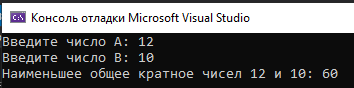 C:\ Консоль отладки Microsoft Visual Studio
Введите число A: 12
Введите число B: 10
Наименьшее общее кратное чисел 12 и 10: 60